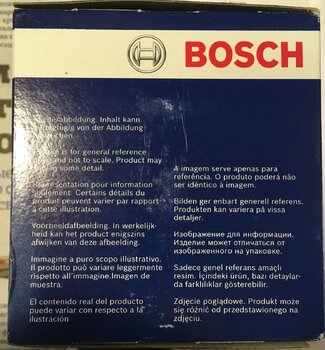 BOSCH
Musterabbildung. Inhalt kann
von der Abbildung
is for general reference
and not to scale. Product may
in some detail.
Représentation pour information
seulement. Certains détails du
produit peuvent varier par rapport
à cette illustration.
Voorbeeldafbeelding. In werkelijk-
heid kan het product enigszins
afwijken van deze afbeelding.
Immagine a puro scopo illustrativo.
Il prodotto può variare leggermente
rispetto all'immagine.Imagen de
muestra.
El contenido real del producto
puede variar con respecto a la
ilustración
A imagem serve apenas para
referência. O produto poderá não
ser idêntico à imagem.
Bilden ger enbart generell referens.
Produkten kan variera på vissa
detaljer.
Изображение для информации.
Изделие может отличаться от
изображенного на упаковке.
Sadece genel referans amaçlı
resim. Içindeki ürün, bazı detaylar-
da farklılıklar gösterebilir.
Zdjęcie poglądowe. Produkt może
się różnić od przedstawionego na
zdjęciu.